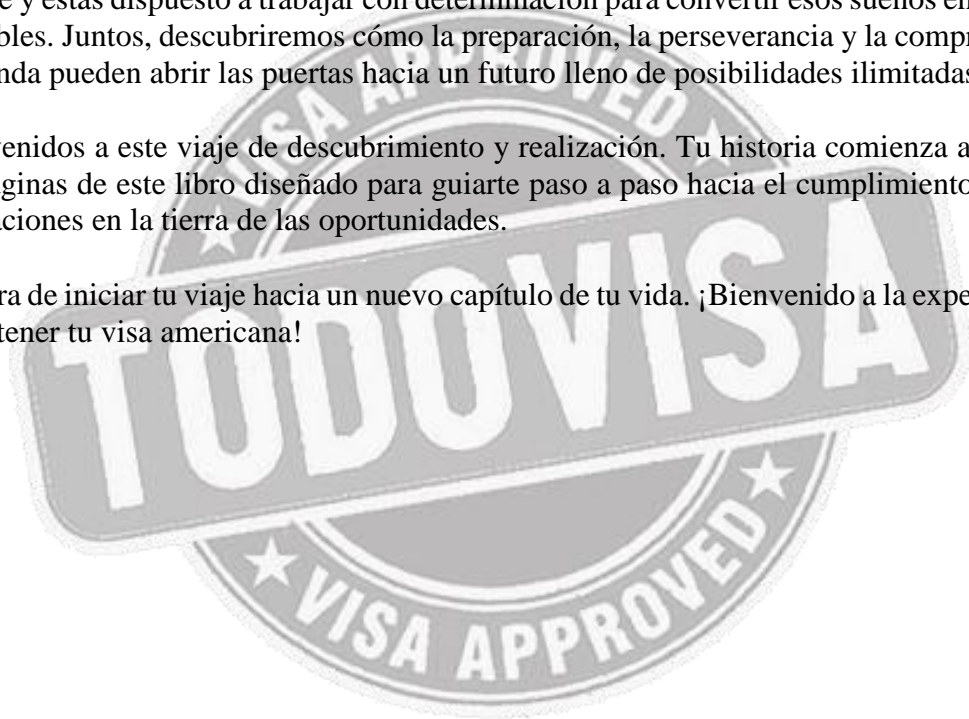 e y estás dispuesto a trabajar con determinación para convertir esos sueños en
bles. Juntos, descubriremos cómo la preparación, la perseverancia y la compr
nda pueden abrir las puertas hacia un futuro lleno de posibilidades ilimitadas
venidos a este viaje de descubrimiento y realización. Tu historia comienza a
áginas de este libro diseñado para guiarte paso a paso hacia el cumplimiento
aciones en la tierra de las oportunidades.
ra de iniciar tu viaje hacia un nuevo capítulo de tu vida. ¡Bienvenido a la expe
tener tu visa americana!
VISA APPROVED
TODOVISA
VISA APPROVED